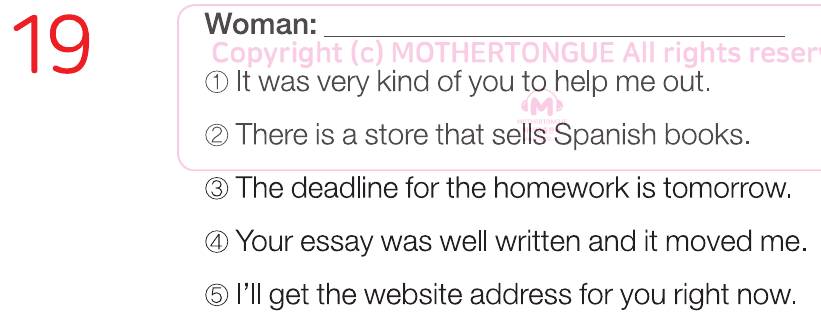 19
Woman: ____________________
Copyright (c) MOTHERTONGUE All rights reser
① It was very kind of you to help me out.
② There is a store that sells Spanish books.
③ The deadline for the homework is tomorrow.
④ Your essay was well written and it moved me.
⑤ I'll get the website address for you right now.